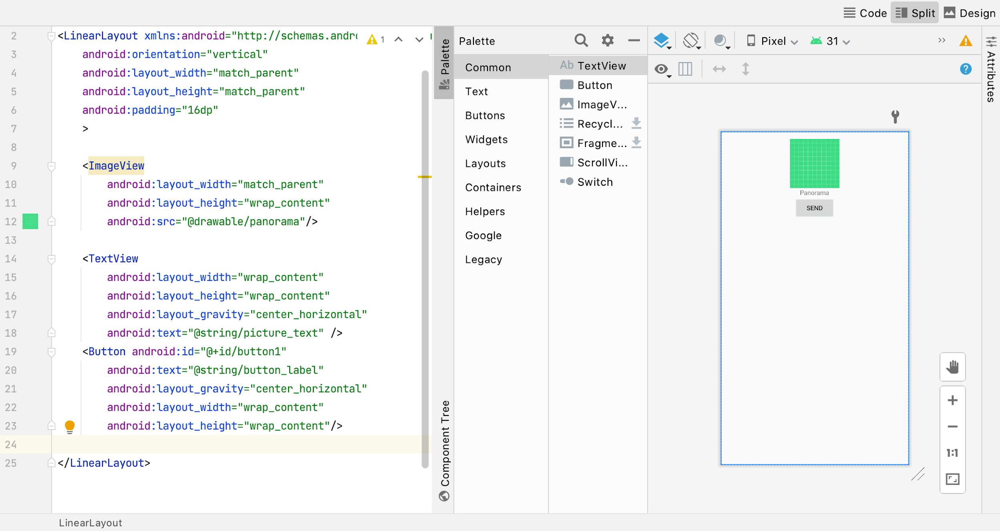 Code Split Design
2 <LinearLayout xmlns:android="http://schemas.andr
1
3 android:orientation="vertical"
4 android:layout_width="match_parent"
5 android:layout_height="match_parent"
6 android:padding="16dp"
7 >
8
9 <ImageView
10 android:layout_width="match_parent"
11 android:layout_height="wrap_content"
12 android:src="@drawable/panorama"/>
13
14 <TextView
15 android:layout_width="wrap_content"
16 android:layout_height="wrap_content"
17 android:layout_gravity="center_horizontal"
18 android:text="@string/picture_text" />
19 <Button android:id="@+id/button1"
20 android:text="@string/button_label"
21 android:layout_gravity="center_horizontal"
22 android:layout_width="wrap_content"
23 android:layout_height="wrap_content"/>
24
25 </LinearLayout>
LinearLayout
Palette
Component Tree
Palette
Common
Text
Buttons
Widgets
Layouts
Containers
Helpers
Google
Legacy
Ab TextView
Button
ImageV...
Recycl...
Fragme...
ScrollVi...
Switch
Pixel 31
?
Panorama
SEND
1:1
Attributes